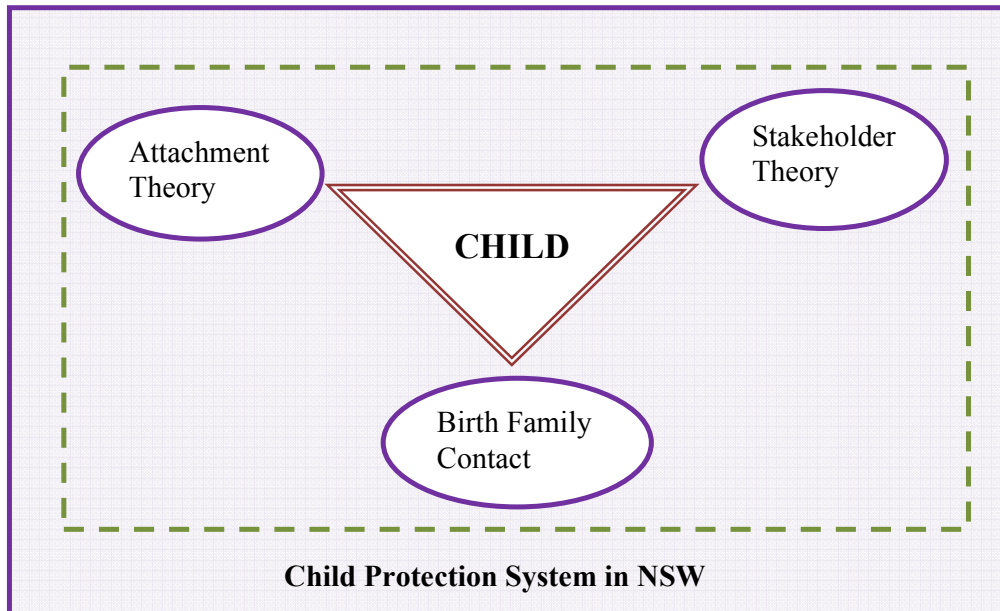 Attachment
Theory
Stakeholder
Theory
CHILD
Birth Family
Contact
Child Protection System in NSW